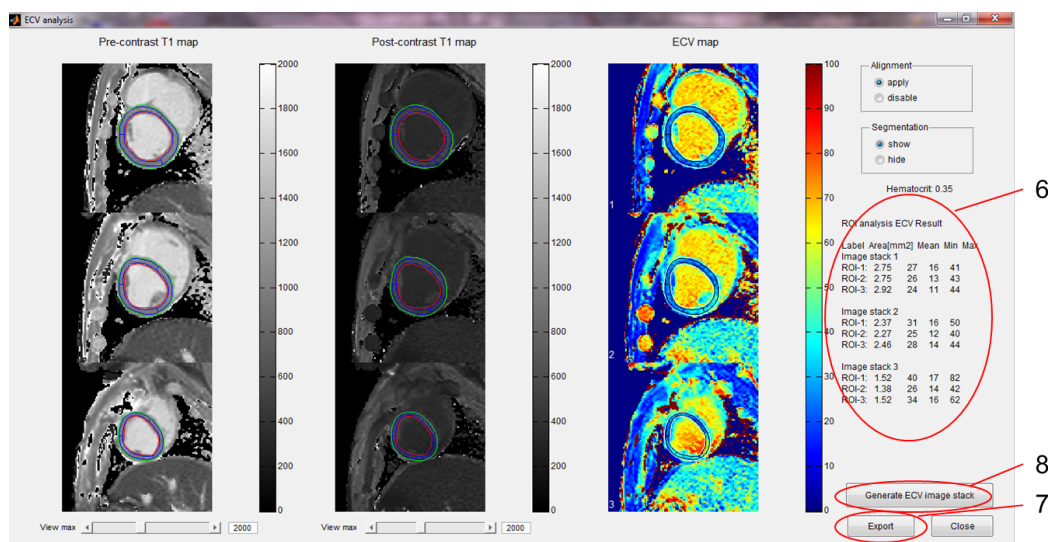 ECV analysis
Pre-contrast T1 map
Post-contrast T1 map
ECV map
2000
1800
1600
1400
1200
1000
800
600
400
200
0
2000
1800
1600
1400
1200
1000
800
600
400
200
0
1
2
3
100
90
80
70
60
50
40
30
20
10
0
View max
2000
View max
2000
Alignment
apply
disable
Segmentation
show
hide
Hematocrit: 0.35
ROI analysis ECV Result
Label Area[mm2] Mean Min Max
Image stack 1
ROI-1: 2.75 27 16 41
ROI-2: 2.75 26 13 43
ROI-3: 2.92 24 11 44
Image stack 2
ROI-1: 2.37 31 16 50
ROI-2: 2.27 25 12 40
ROI-3: 2.46 28 14 44
Image stack 3
ROI-1: 1.52 40 17 82
ROI-2: 1.38 26 14 42
ROI-3: 1.52 34 16 62
Generate ECV image stack
Export
Close
6
8
7